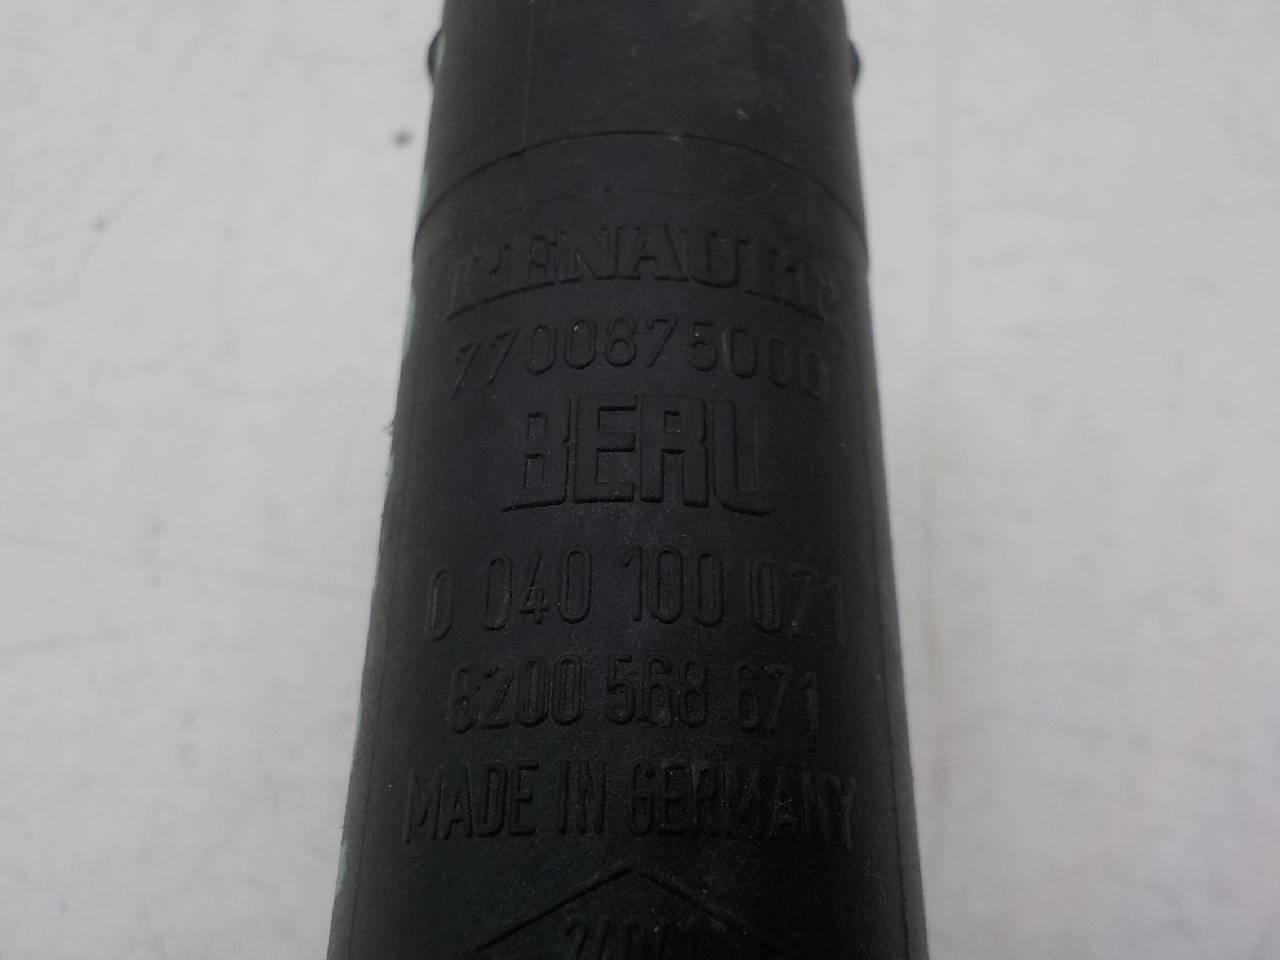 RENAULT
7700875000
BERU
0 040 100 071
8200 568 671
MADE IN GERMANY